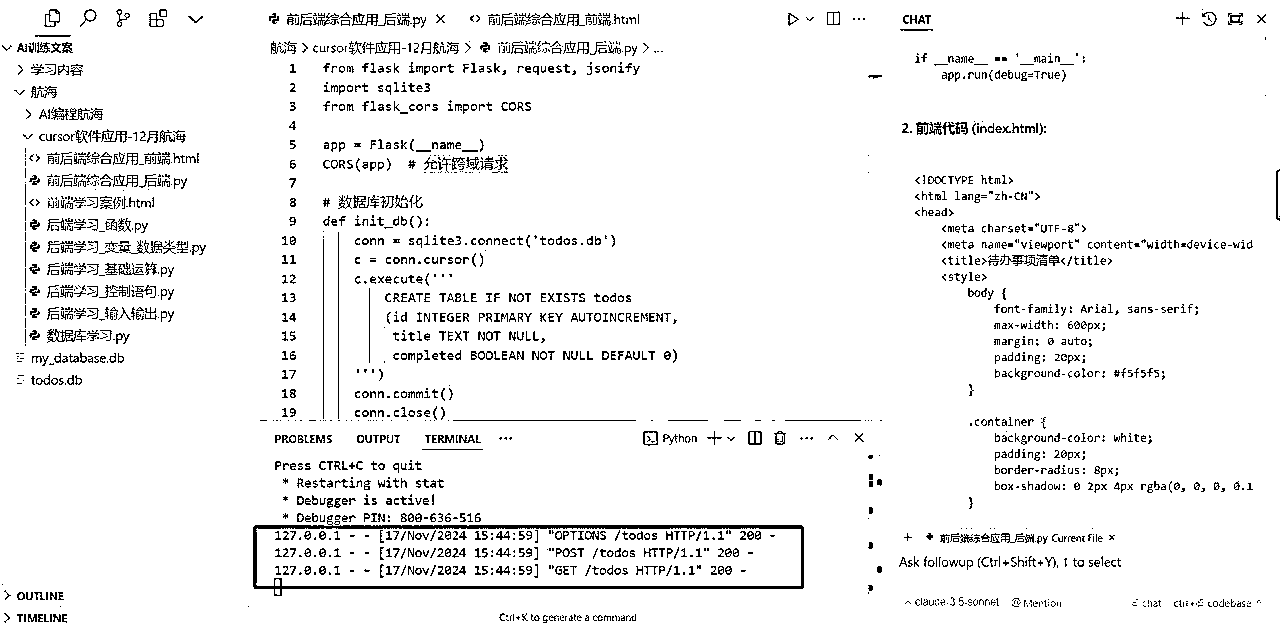 AI训练文案
学习内容
航海
AI编程航海
cursor软件应用-12月航海
前后端综合应用_前端.html
前后端综合应用_后端.py
前端学习案例.html
后端学习_函数.py
后端学习_变量_数据类型.py
后端学习_基础运算.py
后端学习_控制语句.py
后端学习_输入输出.py
数据库学习.py
my_database.db
todos.db
OUTLINE
TIMELINE
前后端综合应用_后端.py
前后端综合应用_前端.html
航海 > cursor软件应用-12月航海 > 前后端综合应用_后端.py > ...
1 from flask import Flask, request, jsonify
2 import sqlite3
3 from flask_cors import CORS
4
5 app = Flask(__name__)
6 CORS(app) # 允许跨域请求
7
8 # 数据库初始化
9 def init_db():
10 conn = sqlite3.connect('todos.db')
11 c = conn.cursor()
12 c.execute('''
13 CREATE TABLE IF NOT EXISTS todos
14 (id INTEGER PRIMARY KEY AUTOINCREMENT,
15 title TEXT NOT NULL,
16 completed BOOLEAN NOT NULL DEFAULT 0)
17 ''')
18 conn.commit()
19 conn.close()
PROBLEMS OUTPUT TERMINAL ··· Python
Press CTRL+C to quit
* Restarting with stat
* Debugger is active!
* Debugger PIN: 800-636-516
127.0.0.1 - - [17/Nov/2024 15:44:59] "OPTIONS /todos HTTP/1.1" 200 -
127.0.0.1 - - [17/Nov/2024 15:44:59] "POST /todos HTTP/1.1" 200 -
127.0.0.1 - - [17/Nov/2024 15:44:59] "GET /todos HTTP/1.1" 200 -
Ctrl+K to generate a command
CHAT
if __name__ == '__main__':
app.run(debug=True)
2. 前端代码 (index.html):
<!DOCTYPE html>
<html lang="zh-CN">
<head>
<meta charset="UTF-8">
<meta name="viewport" content="width=device-wid
<title>待办事项清单</title>
<style>
body {
font-family: Arial, sans-serif;
max-width: 600px;
margin: 0 auto;
padding: 20px;
background-color: #f5f5f5;
}
.container {
background-color: white;
padding: 20px;
border-radius: 8px;
box-shadow: 0 2px 4px rgba(0, 0, 0, 0.1
}
+ 前后端综合应用_后端.py Current File ×
Ask followup (Ctrl+Shift+Y), ↑ to select
claude-3.5-sonnet @ Mention chat ctrl+⏎ codebase